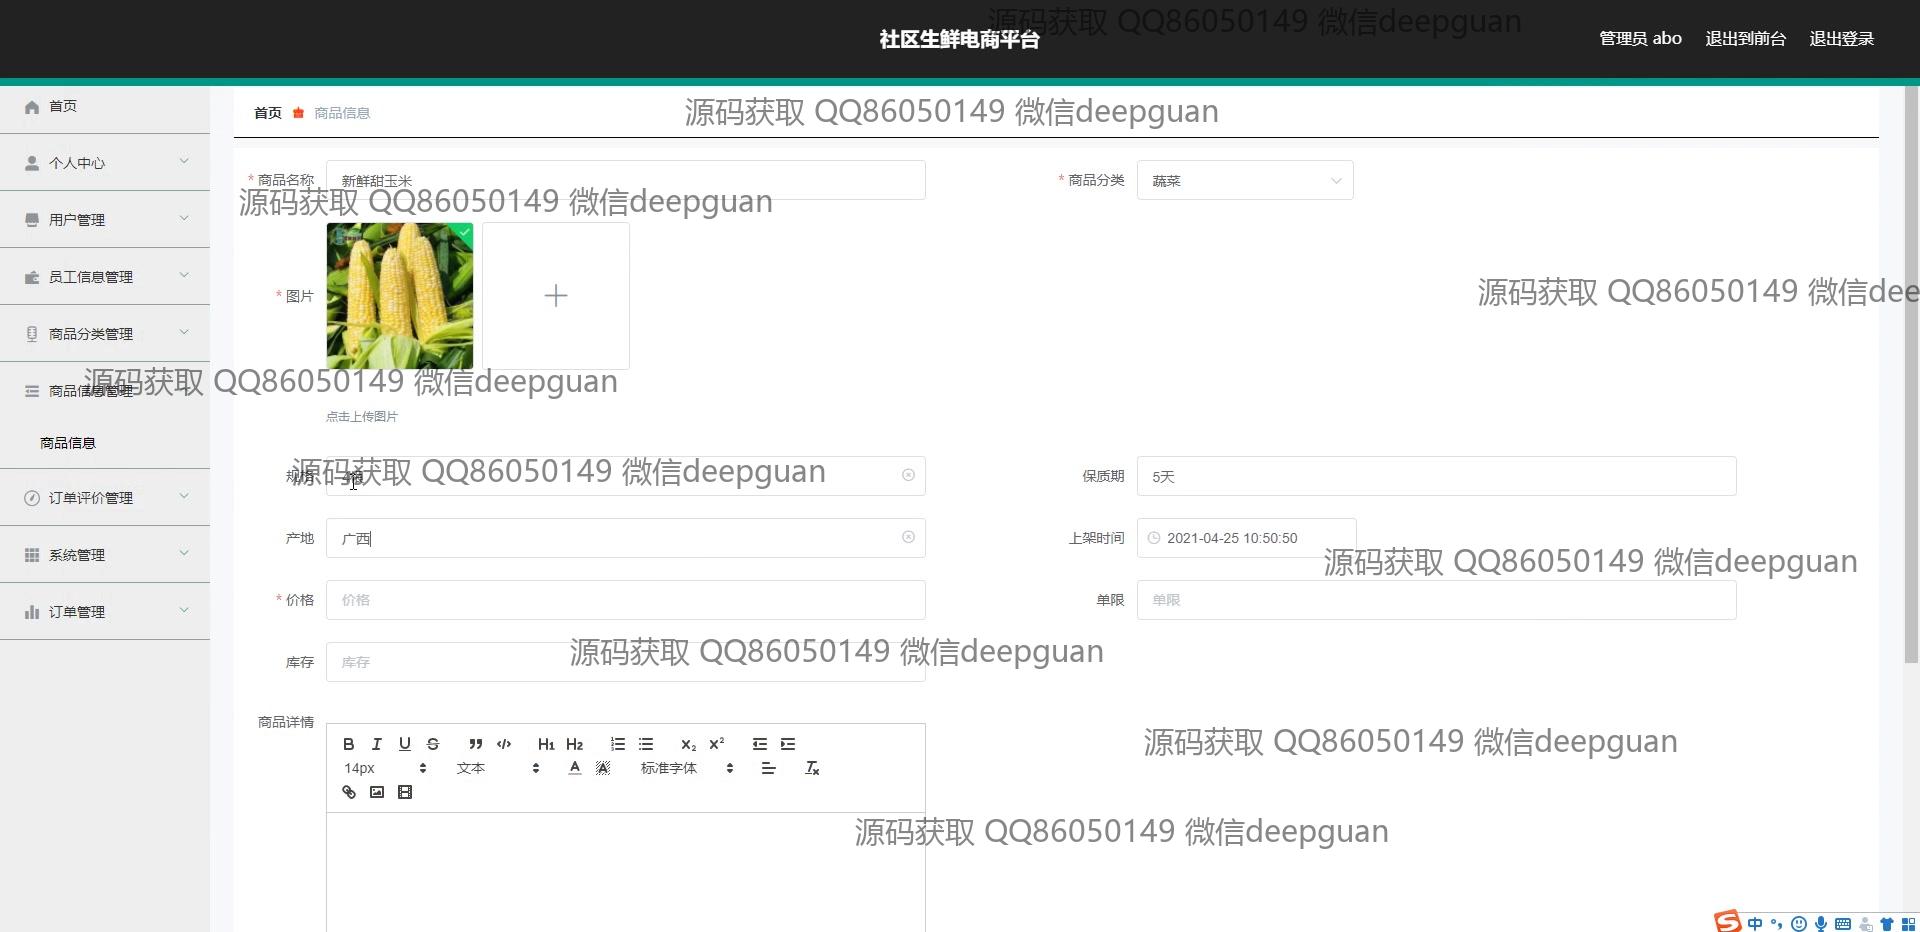 源码获取 QQ86050149 微信deepguan
社区生鲜电商平台
管理员 abo
退出到前台
退出登录
首页
个人中心
用户管理
员工信息管理
商品分类管理
商品信息管理
商品信息
订单评价管理
系统管理
订单管理
首页 商品信息
源码获取 QQ86050149 微信deepguan
* 商品名称 新鲜甜玉米
* 商品分类 蔬菜
源码获取 QQ86050149 微信deepguan
* 图片
源码获取 QQ86050149 微信dee
源码获取 QQ86050149 微信deepguan
点击上传图片
规格
源码获取 QQ86050149 微信deepguan
保质期 5天
产地 广西
上架时间 2021-04-25 10:50:50
源码获取 QQ86050149 微信deepguan
* 价格 价格
单限 单限
库存 库存
源码获取 QQ86050149 微信deepguan
商品详情
B I U S H1 H2 X2 X2
14px 文本 A A 标准字体 Tx
源码获取 QQ86050149 微信deepguan
源码获取 QQ86050149 微信deepguan
S 中